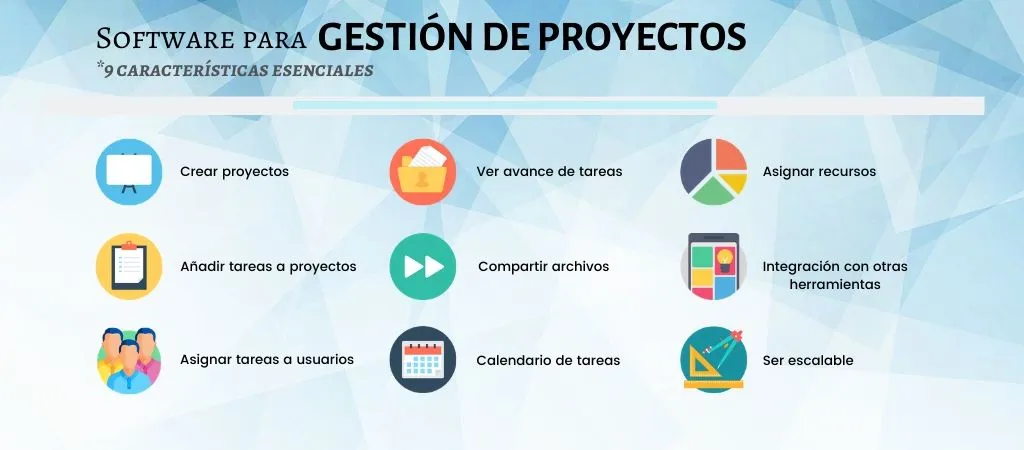 Software para GESTIÓN DE PROYECTOS
*9 características esenciales
Crear proyectos
Ver avance de tareas
Asignar recursos
Añadir tareas a proyectos
Compartir archivos
Integración con otras
herramientas
Asignar tareas a usuarios
Calendario de tareas
Ser escalable